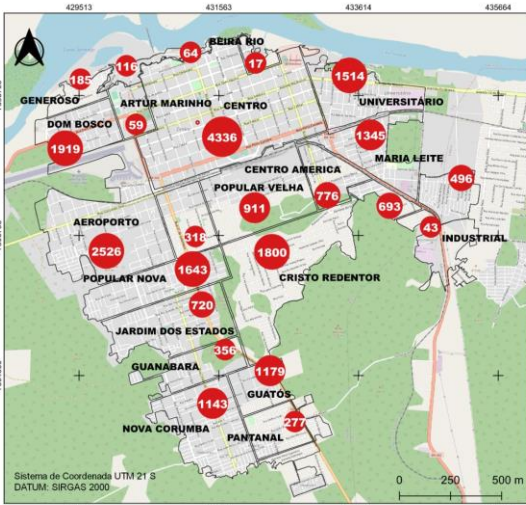 429513 431563 433614 435664
BEIRA RIO
64
17
116
185
1514
GENEROSO
ARTUR MARINHO
CENTRO
UNIVERSITÁRIO
DOM BOSCO
59
1919
4336
1345
MARIA LEITE
CENTRO AMERICA
496
POPULAR VELHA
776
911
693
AEROPORTO
318
43
INDUSTRIAL
2526
1643
1800
POPULAR NOVA
CRISTO REDENTOR
720
JARDIM DOS ESTADOS
356
GUANABARÁ
1179
GUATÓS
1143
277
NOVA CORUMBA
PANTANAL
Sistema de Coordenada UTM 21 S
DATUM: SIRGAS 2000
0 250 500 m